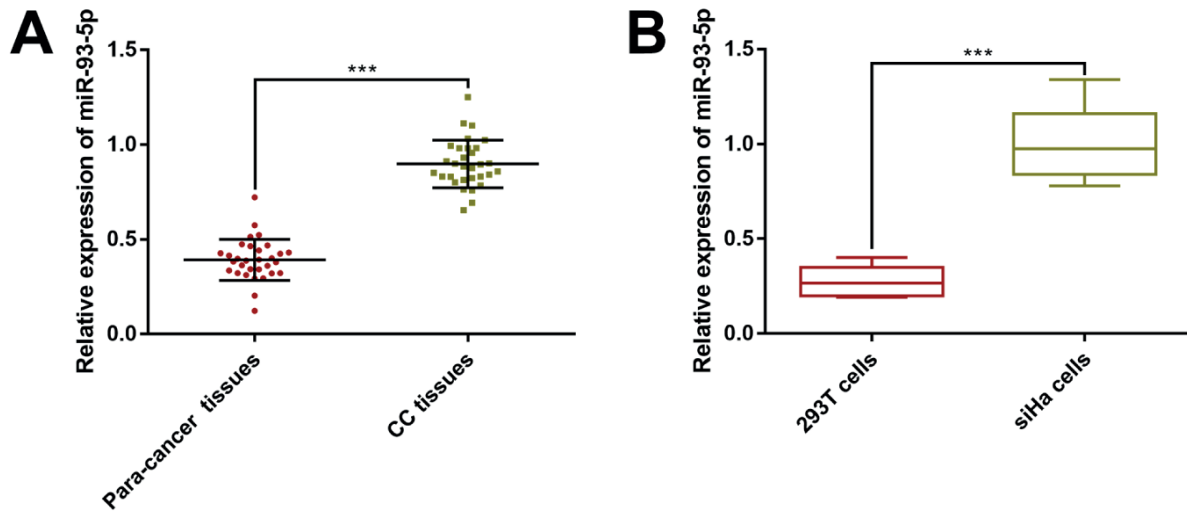 A
Relative expression of miR-93-5p
1.5
1.0
0.5
0.0
***
Para-cancer tissues
CC tissues
B
Relative expression of miR-93-5p
1.5
1.0
0.5
0.0
***
293T cells
siHa cells